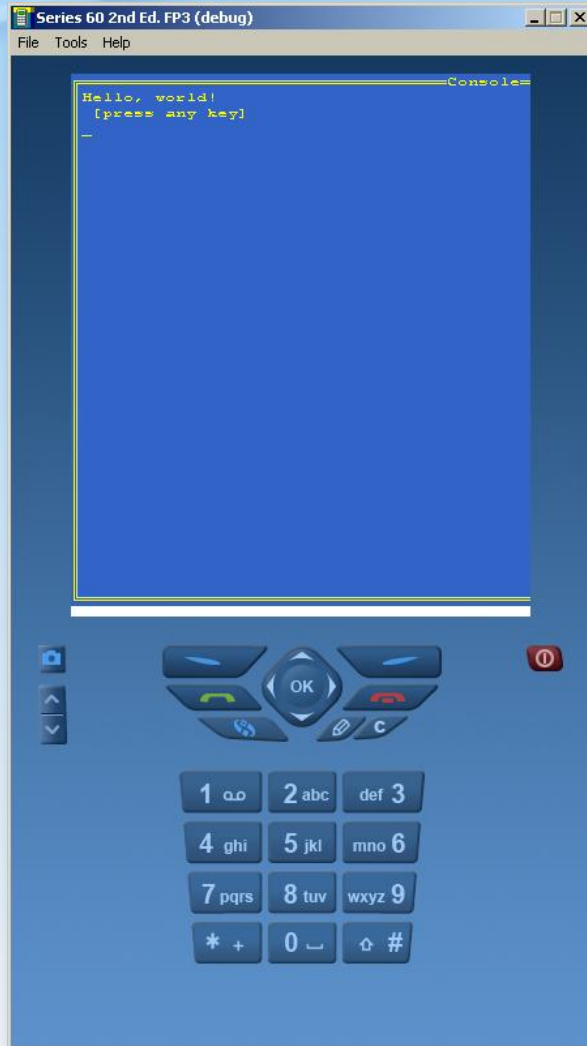 Series 60 2nd Ed. FP3 (debug)
File Tools Help
Console
Hello, world!
[press any key]
OK
C
1 2 abc def 3
4 ghi 5 jkl mno 6
7 pqrs 8 tuv wxyz 9
* + 0 #